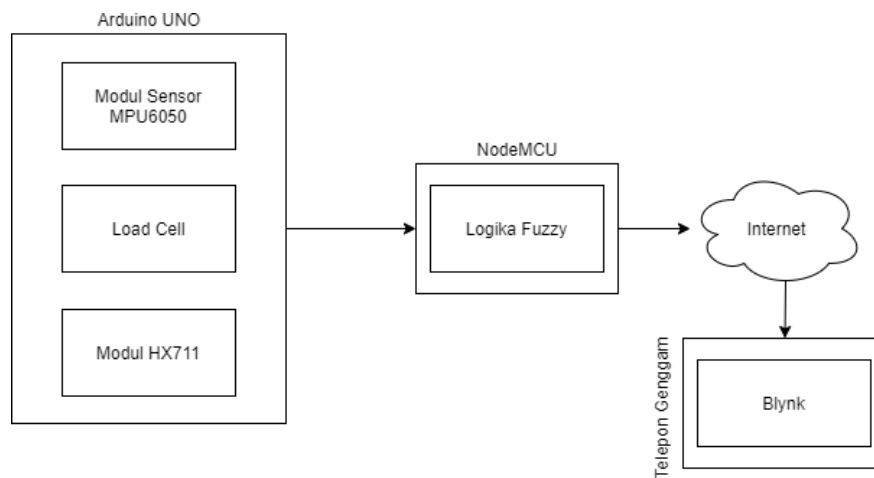 Arduino UNO
Modul Sensor
MPU6050
Load Cell
Modul HX711
NodeMCU
Logika Fuzzy
Internet
Telepon Genggam
Blynk